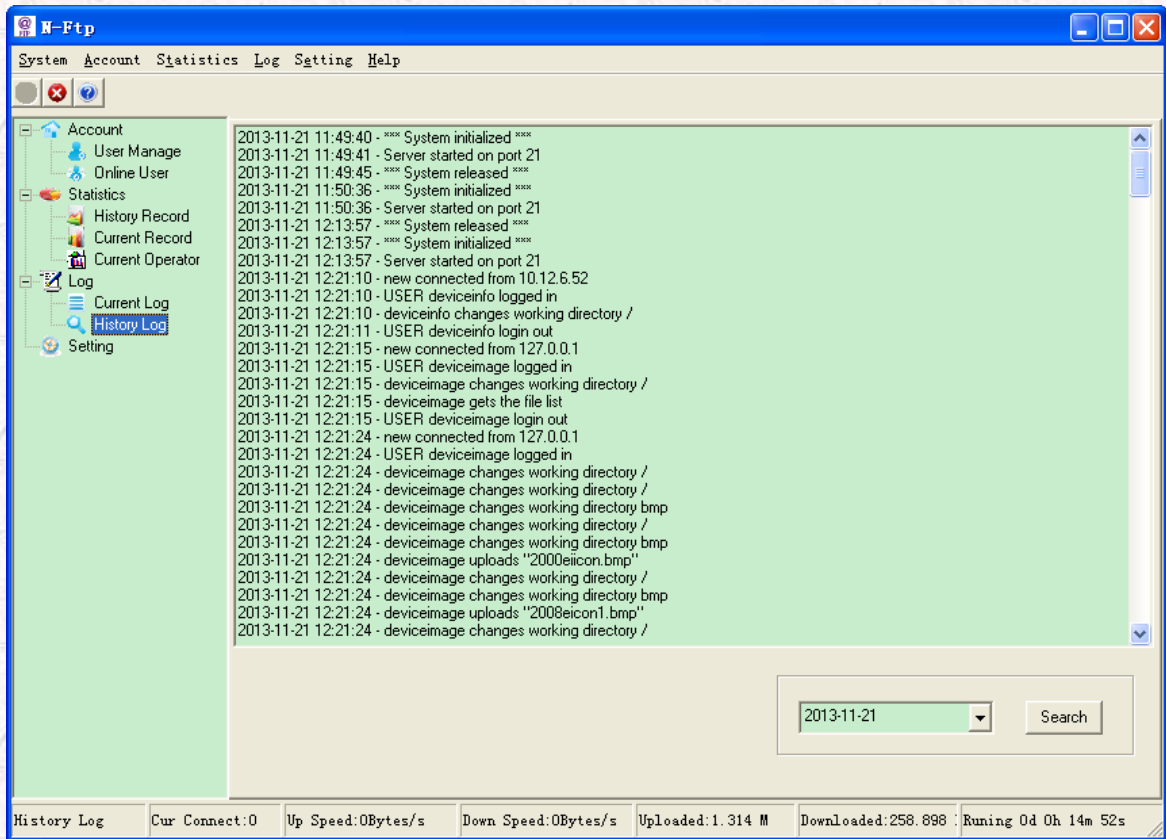 N-Ftp
System Account Statistics Log Setting Help
Account
User Manage
Online User
Statistics
History Record
Current Record
Current Operator
Log
Current Log
History Log
Setting
2013-11-21 11:49:40 - *** System initialized ***
2013-11-21 11:49:41 - Server started on port 21
2013-11-21 11:49:45 - *** System released ***
2013-11-21 11:50:36 - *** System initialized ***
2013-11-21 11:50:36 - Server started on port 21
2013-11-21 12:13:57 - *** System released ***
2013-11-21 12:13:57 - *** System initialized ***
2013-11-21 12:13:57 - Server started on port 21
2013-11-21 12:21:10 - new connected from 10.12.6.52
2013-11-21 12:21:10 - USER deviceinfo logged in
2013-11-21 12:21:10 - deviceinfo changes working directory /
2013-11-21 12:21:11 - USER deviceinfo login out
2013-11-21 12:21:15 - new connected from 127.0.0.1
2013-11-21 12:21:15 - USER deviceimage logged in
2013-11-21 12:21:15 - deviceimage changes working directory /
2013-11-21 12:21:15 - deviceimage gets the file list
2013-11-21 12:21:15 - USER deviceimage login out
2013-11-21 12:21:24 - new connected from 127.0.0.1
2013-11-21 12:21:24 - USER deviceimage logged in
2013-11-21 12:21:24 - deviceimage changes working directory /
2013-11-21 12:21:24 - deviceimage changes working directory /
2013-11-21 12:21:24 - deviceimage changes working directory bmp
2013-11-21 12:21:24 - deviceimage changes working directory /
2013-11-21 12:21:24 - deviceimage changes working directory bmp
2013-11-21 12:21:24 - deviceimage uploads "2000eiicon.bmp"
2013-11-21 12:21:24 - deviceimage changes working directory /
2013-11-21 12:21:24 - deviceimage changes working directory bmp
2013-11-21 12:21:24 - deviceimage uploads "2008eicon1.bmp"
2013-11-21 12:21:24 - deviceimage changes working directory /
2013-11-21 Search
History Log Cur Connect:0 Up Speed:0Bytes/s Down Speed:0Bytes/s Uploaded:1.314 M Downloaded:258.898 Runing 0d 0h 14m 52s